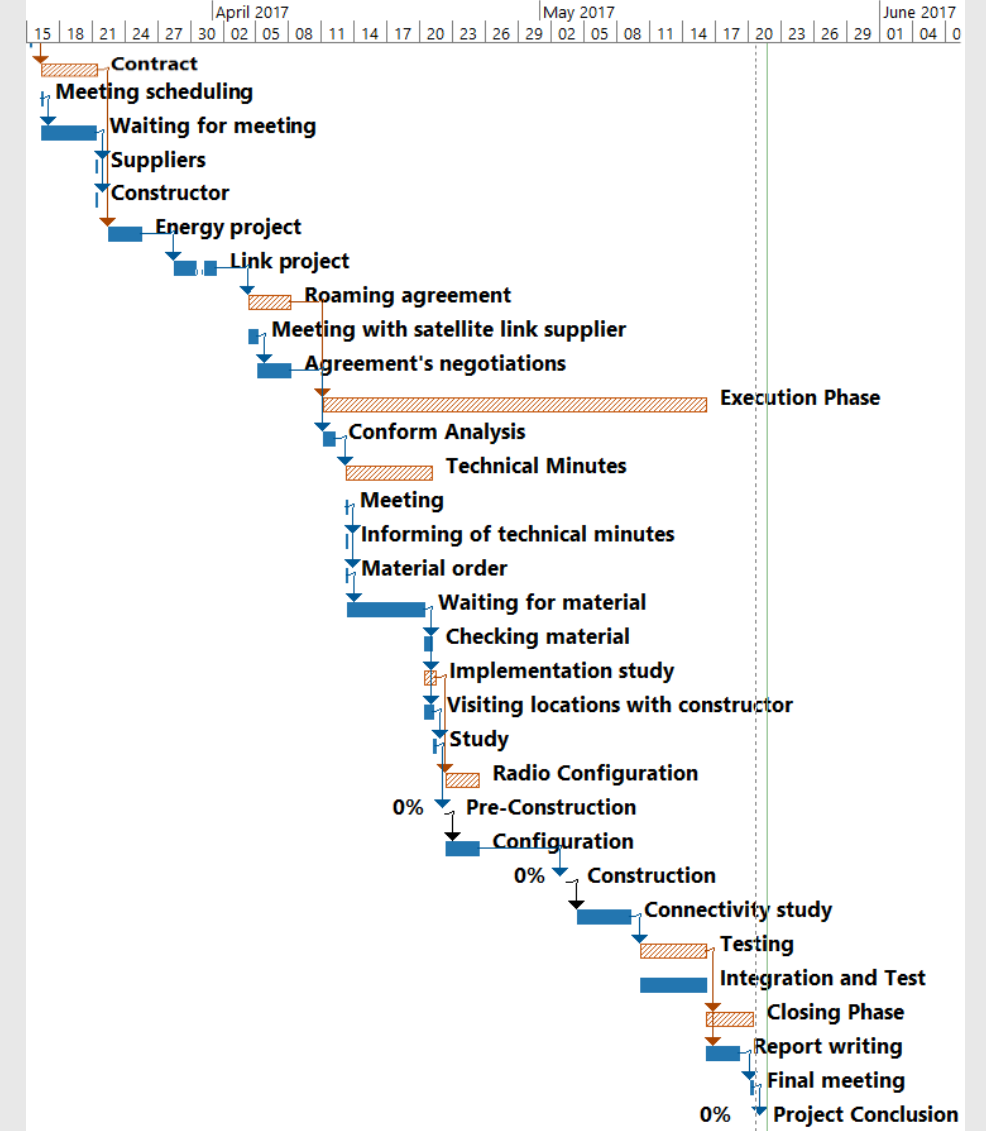 April 2017 May 2017 June 2017
15 18 21 24 27 30 02 05 08 11 14 17 20 23 26 29 02 05 08 11 14 17 20 23 26 29 01 04 0
Contract
Meeting scheduling
Waiting for meeting
Suppliers
Constructor
Energy project
Link project
Roaming agreement
Meeting with satellite link supplier
Agreement's negotiations
Execution Phase
Conform Analysis
Technical Minutes
Meeting
Informing of technical minutes
Material order
Waiting for material
Checking material
Implementation study
Visiting locations with constructor
Study
Radio Configuration
0% Pre-Construction
Configuration
0% Construction
Connectivity study
Testing
Integration and Test
Closing Phase
Report writing
Final meeting
0% Project Conclusion